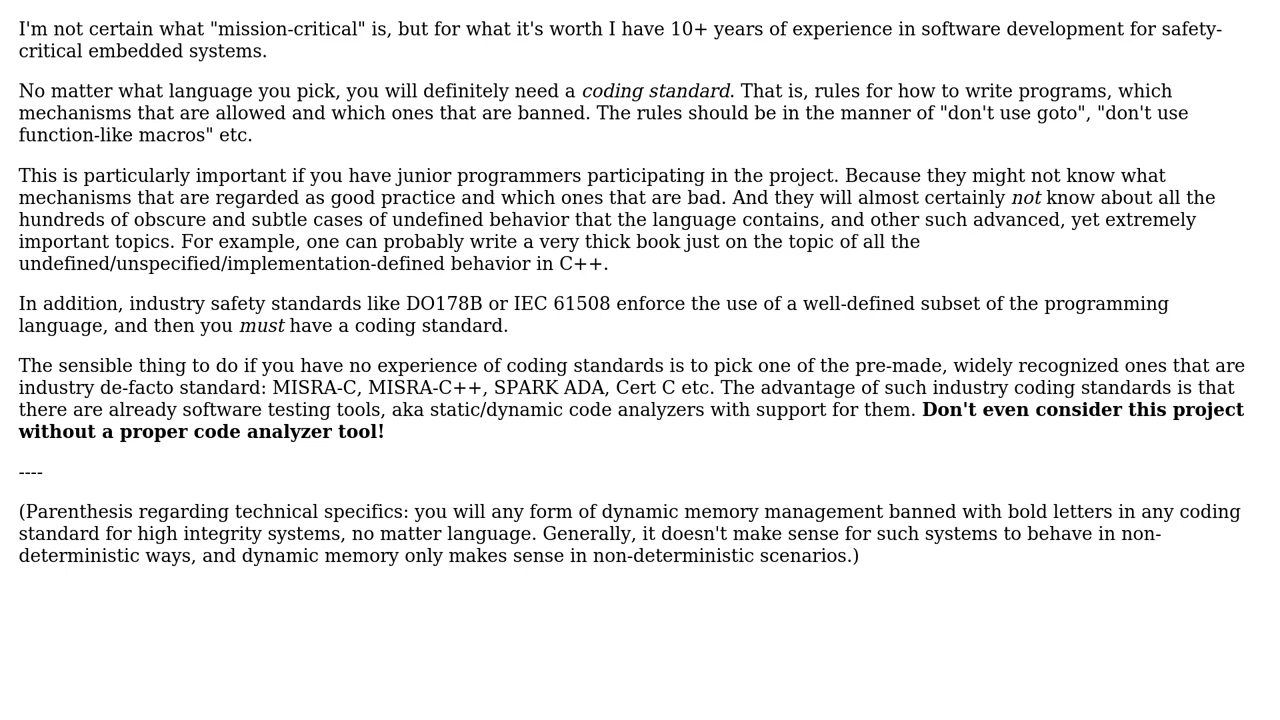 I'm not certain what "mission-critical" is, but for what it's worth I have 10+ years of experience in software development for safety-
critical embedded systems.
No matter what language you pick, you will definitely need a coding standard. That is, rules for how to write programs, which
mechanisms that are allowed and which ones that are banned. The rules should be in the manner of "don't use goto", "don't use
function-like macros" etc.
This is particularly important if you have junior programmers participating in the project. Because they might not know what
mechanisms that are regarded as good practice and which ones that are bad. And they will almost certainly not know about all the
hundreds of obscure and subtle cases of undefined behavior that the language contains, and other such advanced, yet extremely
important topics. For example, one can probably write a very thick book just on the topic of all the
undefined/unspecified/implementation-defined behavior in C++.
In addition, industry safety standards like DO178B or IEC 61508 enforce the use of a well-defined subset of the programming
language, and then you must have a coding standard.
The sensible thing to do if you have no experience of coding standards is to pick one of the pre-made, widely recognized ones that are
industry de-facto standard: MISRA-C, MISRA-C++, SPARK ADA, Cert C etc. The advantage of such industry coding standards is that
there are already software testing tools, aka static/dynamic code analyzers with support for them. Don't even consider this project
without a proper code analyzer tool!
----
(Parenthesis regarding technical specifics: you will any form of dynamic memory management banned with bold letters in any coding
standard for high integrity systems, no matter language. Generally, it doesn't make sense for such systems to behave in non-
deterministic ways, and dynamic memory only makes sense in non-deterministic scenarios.)